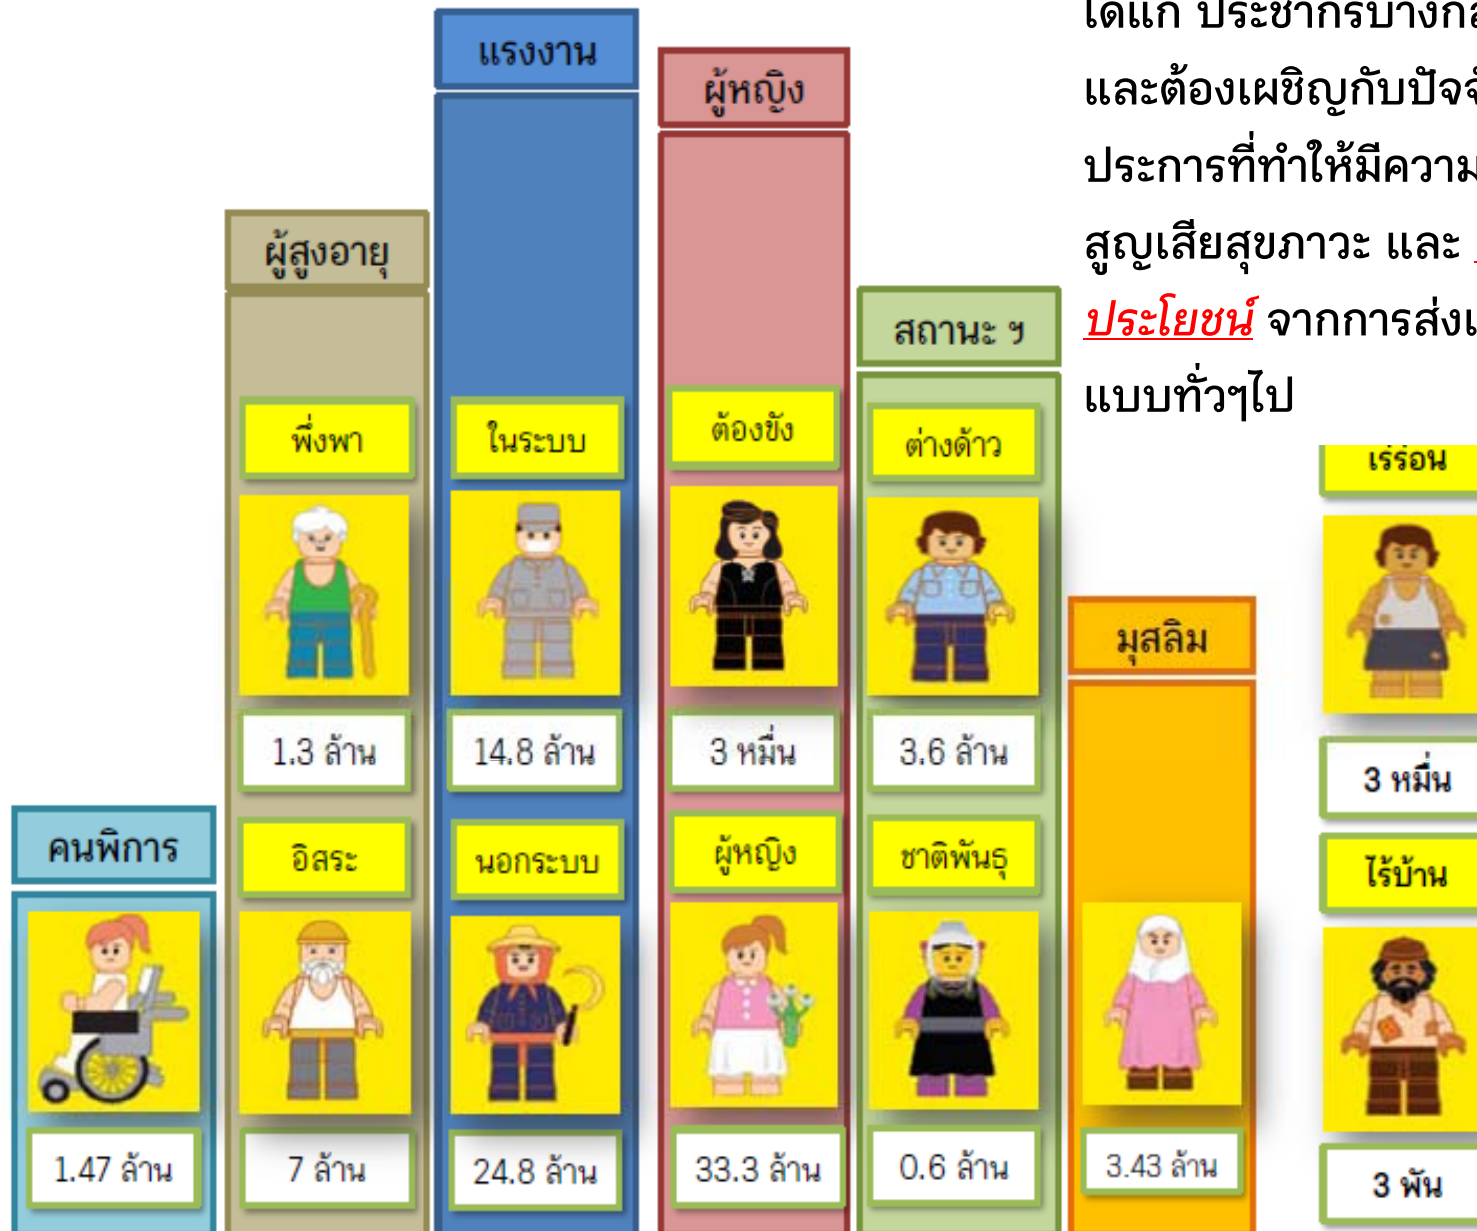 ได้แก่ ประชากรบางกลุ่
และต้องเผชิญกับปัจจั
ประการที่ทำให้มีความ
สูญเสียสุขภาวะ และ
ประโยชน์ จากการส่งเ
แบบทั่วๆไป
คนพิการ
1.47 ล้าน
ผู้สูงอายุ
พึ่งพา
1.3 ล้าน
อิสระ
7 ล้าน
แรงงาน
ในระบบ
14.8 ล้าน
นอกระบบ
24.8 ล้าน
ผู้หญิง
ต้องขัง
3 หมื่น
ผู้หญิง
33.3 ล้าน
สถานะ ฯ
ต่างด้าว
3.6 ล้าน
ชาติพันธุ์
0.6 ล้าน
มุสลิม
3.43 ล้าน
เร่ร่อน
3 หมื่น
ไร้บ้าน
3 พัน